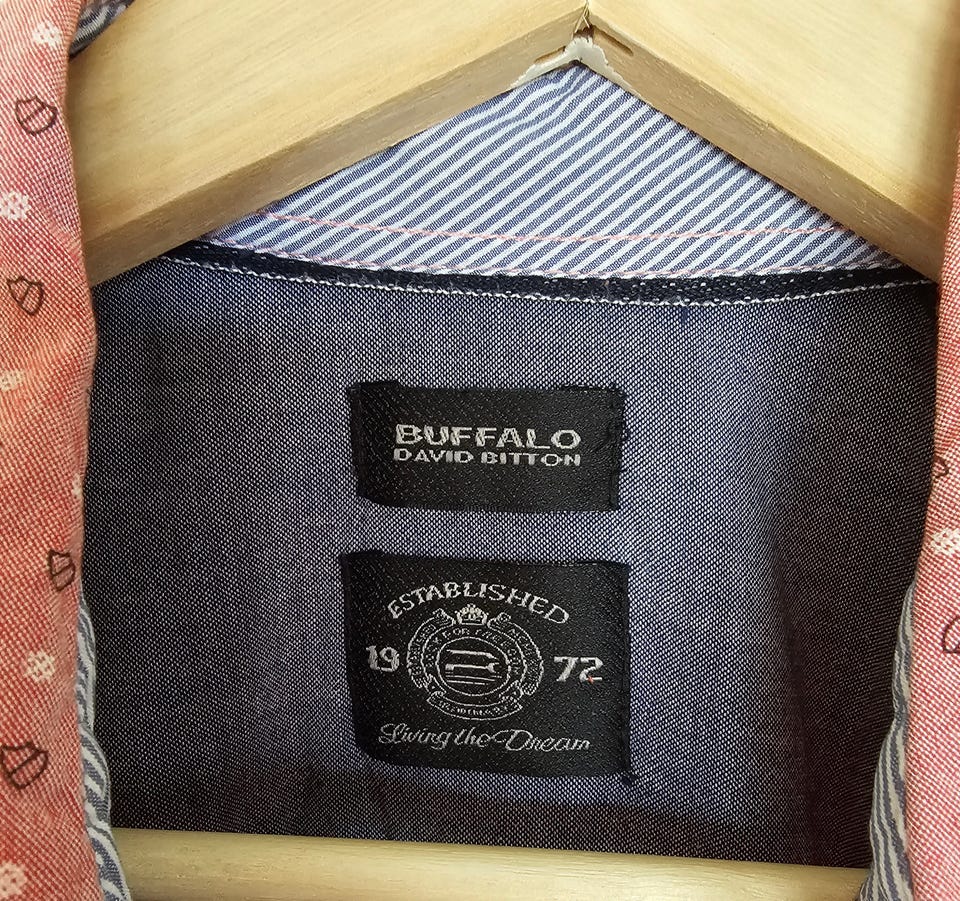 BUFFALO
DAVID BITTON
ESTABLISHED
19 72
Living the Dream